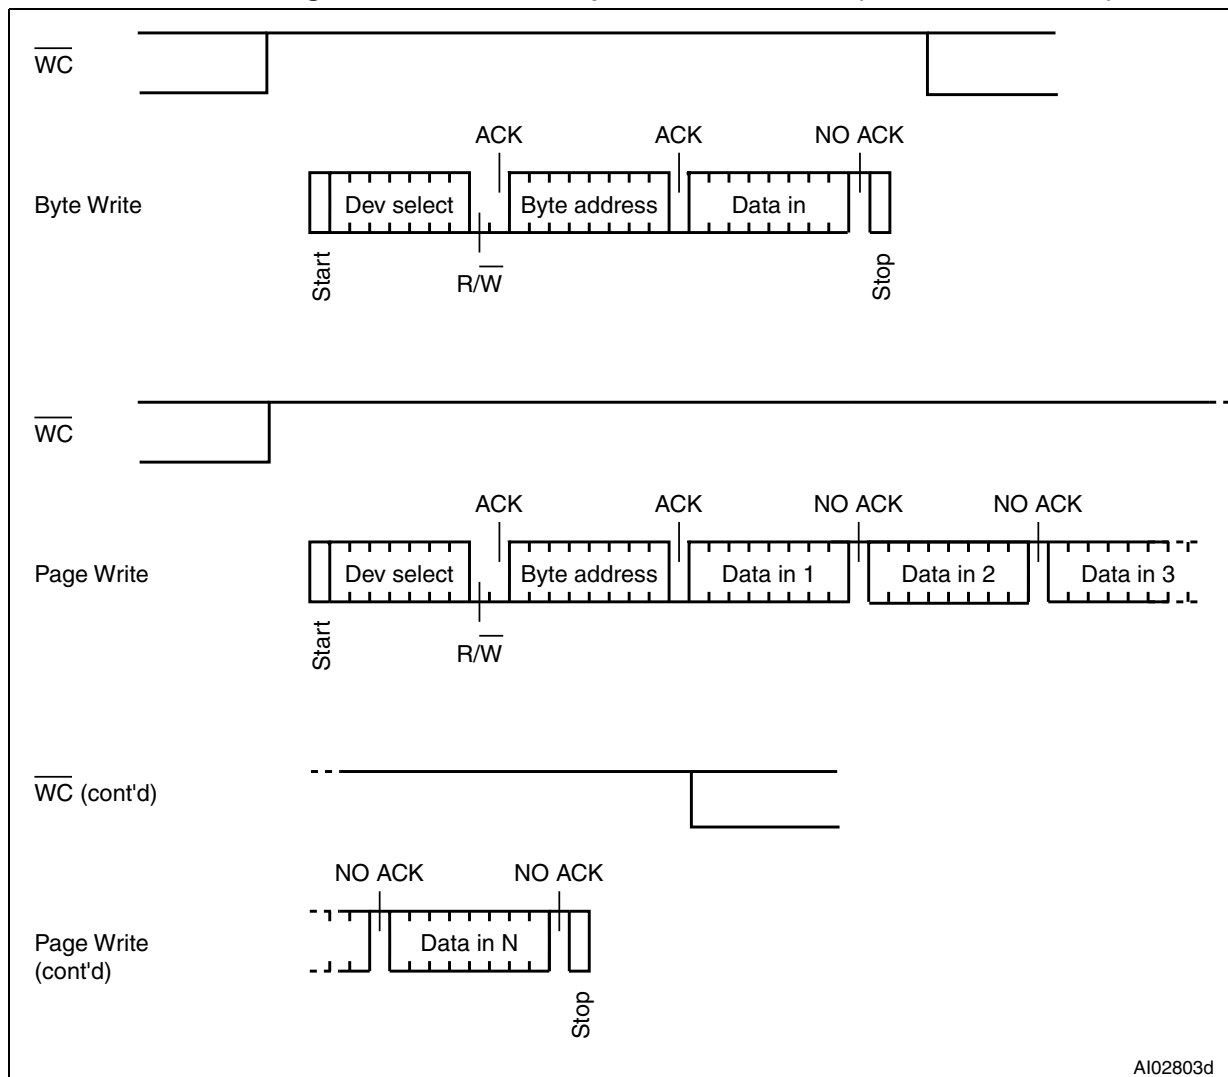 WC
ACK ACK NO ACK
Byte Write Dev select Byte address Data in
Start R/W Stop
WC
ACK ACK NO ACK NO ACK
Page Write Dev select Byte address Data in 1 Data in 2 Data in 3
Start R/W
WC (cont'd)
NO ACK NO ACK
Page Write Data in N
(cont'd)
Stop
AI02803d